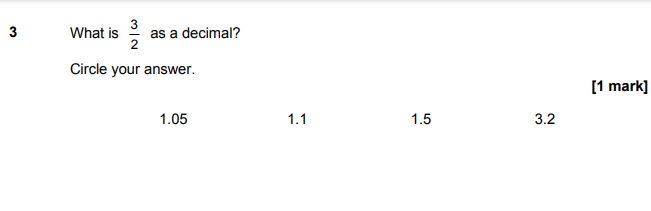 3 What is 3/2 as a decimal?
Circle your answer.
[1 mark]
1.05 1.1 1.5 3.2